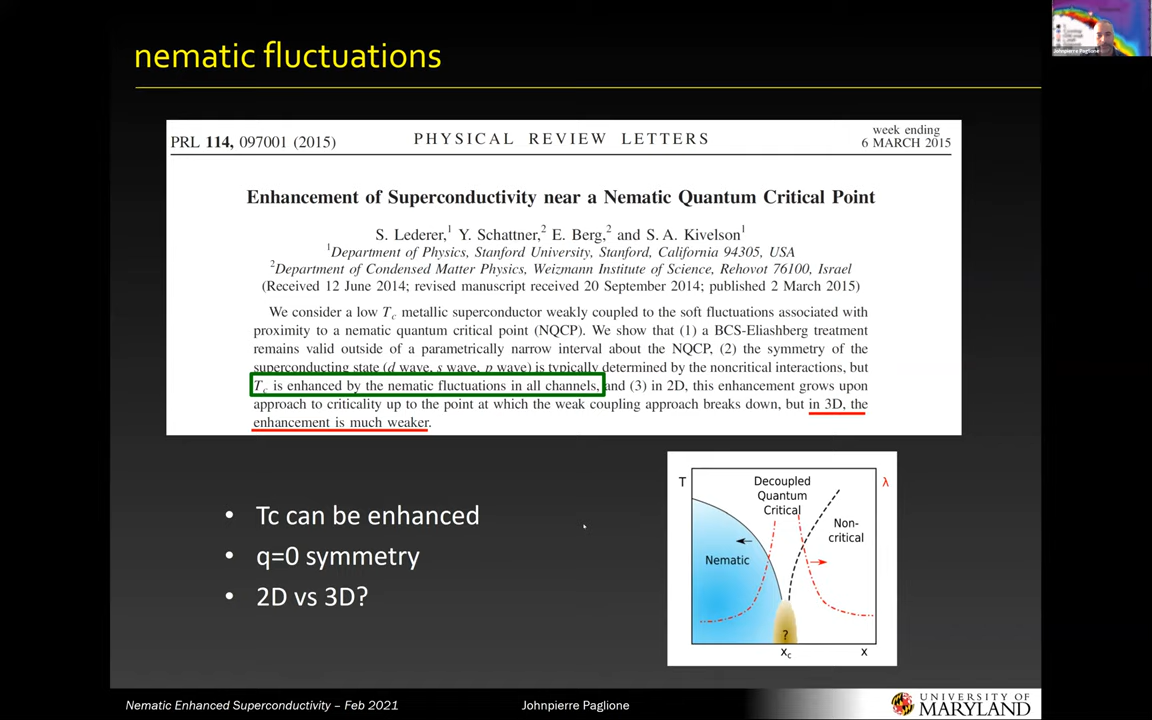 nematic fluctuations
Johnpierre Paglione
PRL 114, 097001 (2015)
PHYSICAL REVIEW LETTERS
week ending
6 MARCH 2015
Enhancement of Superconductivity near a Nematic Quantum Critical Point
S. Lederer,1 Y. Schattner,2 E. Berg,2 and S. A. Kivelson1
1Department of Physics, Stanford University, Stanford, California 94305, USA
2Department of Condensed Matter Physics, Weizmann Institute of Science, Rehovot 76100, Israel
(Received 12 June 2014; revised manuscript received 20 September 2014; published 2 March 2015)
We consider a low Tc metallic superconductor weakly coupled to the soft fluctuations associated with
proximity to a nematic quantum critical point (NQCP). We show that (1) a BCS-Eliashberg treatment
remains valid outside of a parametrically narrow interval about the NQCP, (2) the symmetry of the
superconducting state (d wave, s wave, p wave) is typically determined by the noncritical interactions, but
Tc is enhanced by the nematic fluctuations in all channels, and (3) in 2D, this enhancement grows upon
approach to criticality up to the point at which the weak coupling approach breaks down, but in 3D, the
enhancement is much weaker.
• Tc can be enhanced
• q=0 symmetry
• 2D vs 3D?
T
Decoupled
Quantum
Critical
λ
Non-
critical
Nematic
?
xc
x
Nematic Enhanced Superconductivity – Feb 2021
Johnpierre Paglione
UNIVERSITY OF
MARYLAND